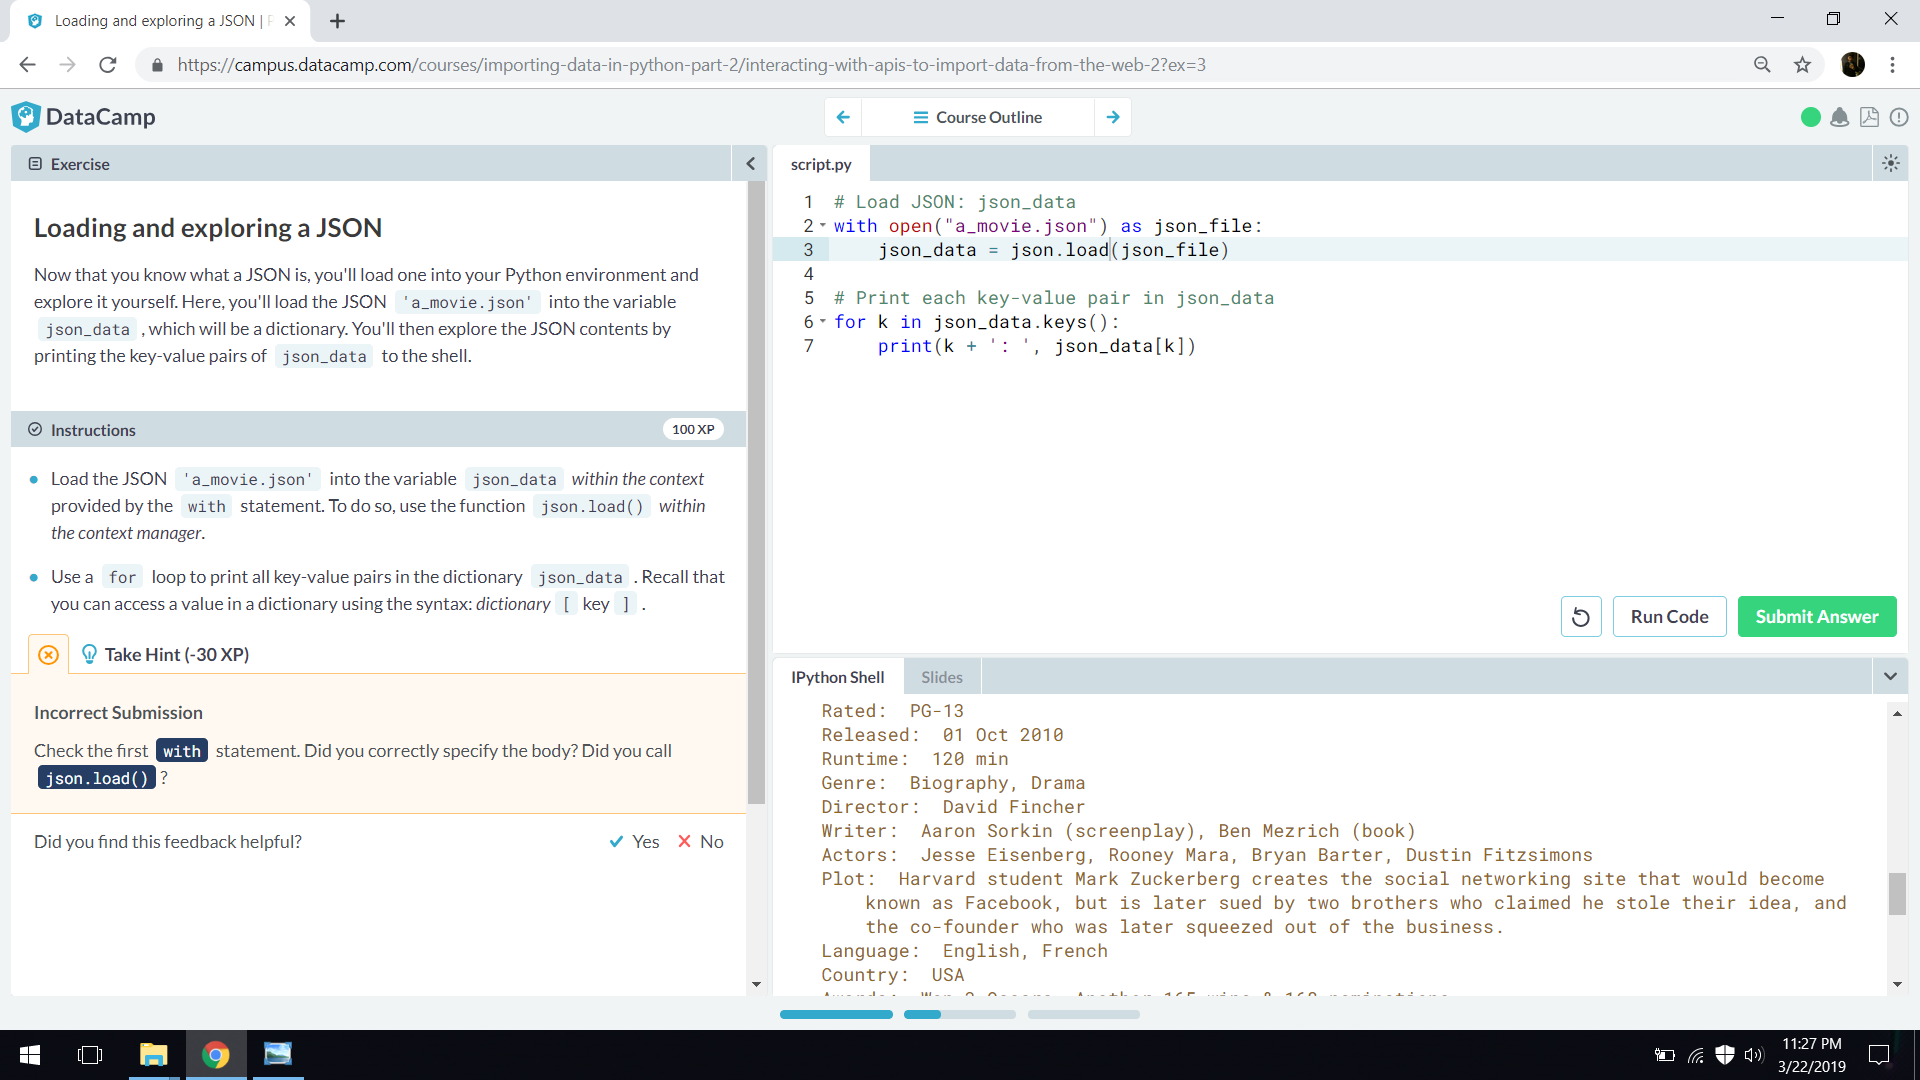 Loading and exploring a JSON |
https://campus.datacamp.com/courses/importing-data-in-python-part-2/interacting-with-apis-to-import-data-from-the-web-2?ex=3
DataCamp
Course Outline
Exercise
Loading and exploring a JSON
Now that you know what a JSON is, you'll load one into your Python environment and
explore it yourself. Here, you'll load the JSON 'a_movie.json' into the variable
json_data , which will be a dictionary. You'll then explore the JSON contents by
printing the key-value pairs of json_data to the shell.
Instructions
100 XP
Load the JSON 'a_movie.json' into the variable json_data within the context
provided by the with statement. To do so, use the function json.load() within
the context manager.
Use a for loop to print all key-value pairs in the dictionary json_data . Recall that
you can access a value in a dictionary using the syntax: dictionary [ key ] .
Take Hint (-30 XP)
Incorrect Submission
Check the first with statement. Did you correctly specify the body? Did you call
json.load() ?
Did you find this feedback helpful?
Yes
No
script.py
1 # Load JSON: json_data
2 with open("a_movie.json") as json_file:
3     json_data = json.load(json_file)
4
5 # Print each key-value pair in json_data
6 for k in json_data.keys():
7     print(k + ': ', json_data[k])
Run Code
Submit Answer
IPython Shell
Slides
Rated:  PG-13
Released:  01 Oct 2010
Runtime:  120 min
Genre:  Biography, Drama
Director:  David Fincher
Writer:  Aaron Sorkin (screenplay), Ben Mezrich (book)
Actors:  Jesse Eisenberg, Rooney Mara, Bryan Barter, Dustin Fitzsimons
Plot:  Harvard student Mark Zuckerberg creates the social networking site that would become
known as Facebook, but is later sued by two brothers who claimed he stole their idea, and
the co-founder who was later squeezed out of the business.
Language:  English, French
Country:  USA
11:27 PM
3/22/2019